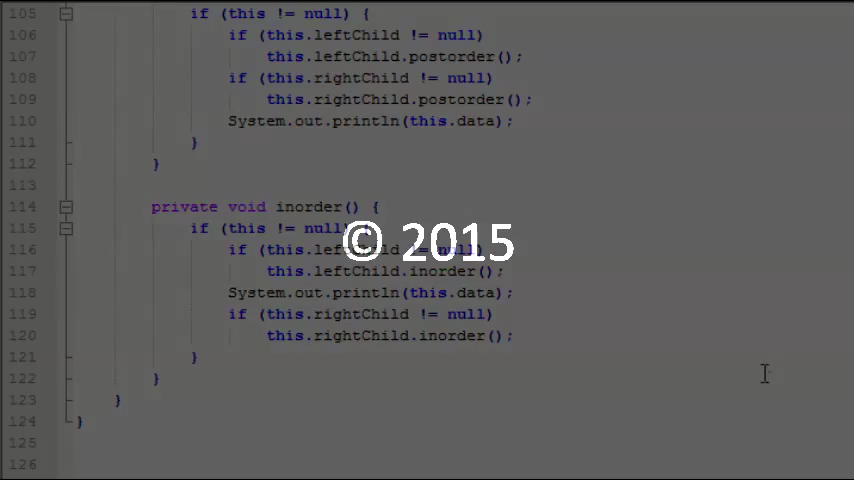 105 if (this != null) {
106 if (this.leftChild != null)
107 this.leftChild.postorder();
108 if (this.rightChild != null)
109 this.rightChild.postorder();
110 System.out.println(this.data);
111 }
112 }
113
114 private void inorder() {
115 if (this != null) {
116 if (this.leftChild != null)
117 this.leftChild.inorder();
118 System.out.println(this.data);
119 if (this.rightChild != null)
120 this.rightChild.inorder();
121 }
122 }
123 }
124 }
125
126
© 2015